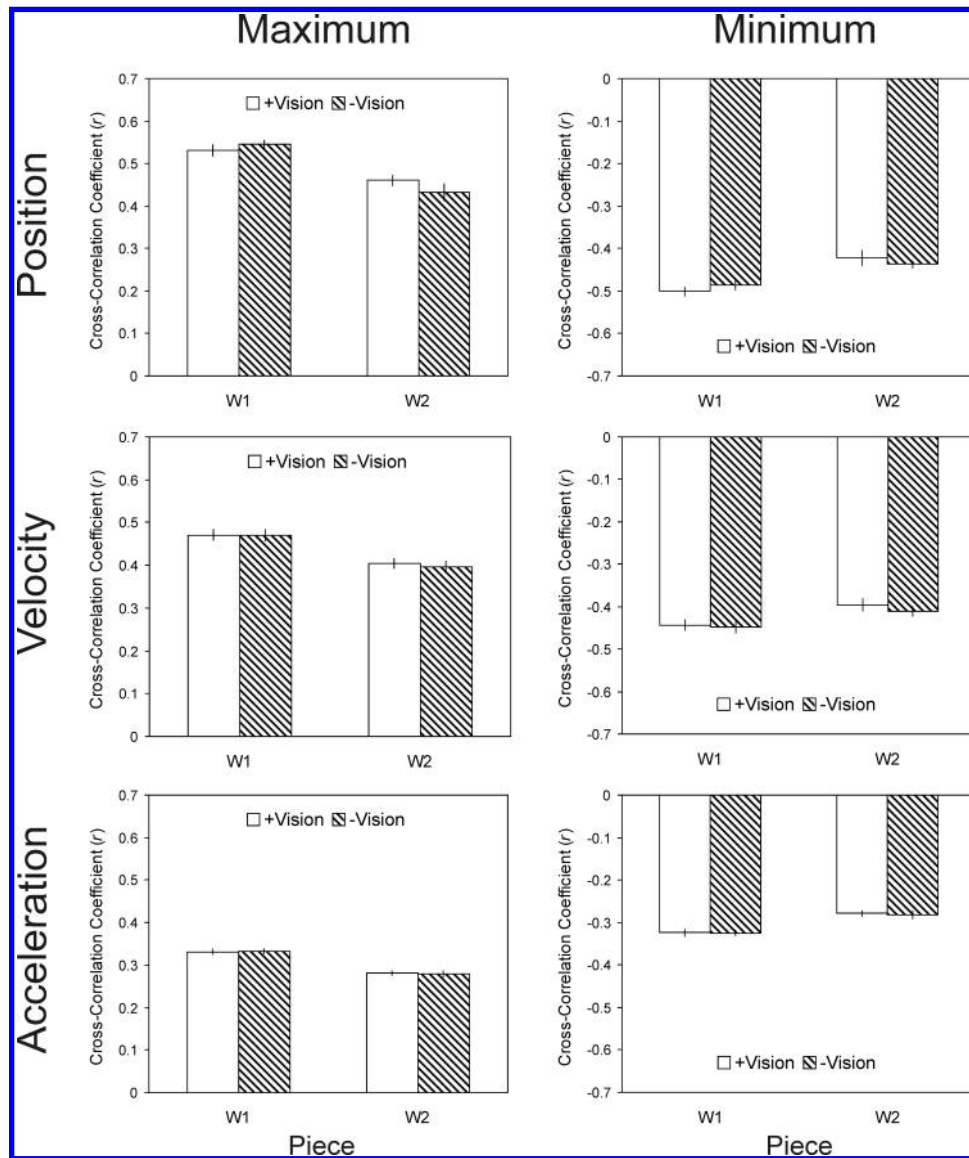 Maximum
Minimum
Position
Cross-Correlation Coefficient (r)
0.7
0.6
0.5
0.4
0.3
0.2
0.1
0
+Vision -Vision
W1 W2
Cross-Correlation Coefficient (r)
0
-0.1
-0.2
-0.3
-0.4
-0.5
-0.6
-0.7
+Vision -Vision
W1 W2
Velocity
Cross-Correlation Coefficient (r)
0.7
0.6
0.5
0.4
0.3
0.2
0.1
0
+Vision -Vision
W1 W2
Cross-Correlation Coefficient (r)
0
-0.1
-0.2
-0.3
-0.4
-0.5
-0.6
-0.7
+Vision -Vision
W1 W2
Acceleration
Cross-Correlation Coefficient (r)
0.7
0.6
0.5
0.4
0.3
0.2
0.1
0
+Vision -Vision
W1 W2
Piece
Cross-Correlation Coefficient (r)
0
-0.1
-0.2
-0.3
-0.4
-0.5
-0.6
-0.7
+Vision -Vision
W1 W2
Piece